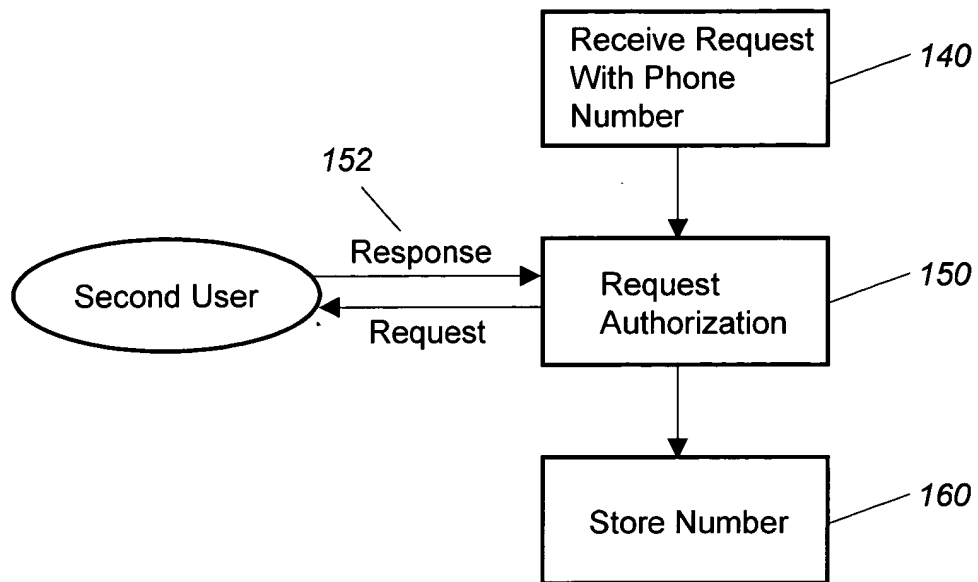 Receive Request
With Phone
Number
140
152
Response
Second User
Request
Request
Authorization
150
Store Number
160